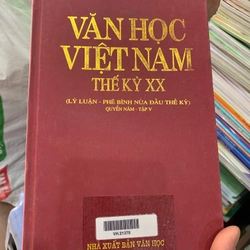 VĂN HỌC
VIỆT NAM
THẾ KỶ XX
(LÝ LUẬN - PHÊ BÌNH NỬA ĐẦU THẾ KỶ)
QUYỂN NĂM - TẬP V
NHÀ XUẤT BẢN VĂN HỌC